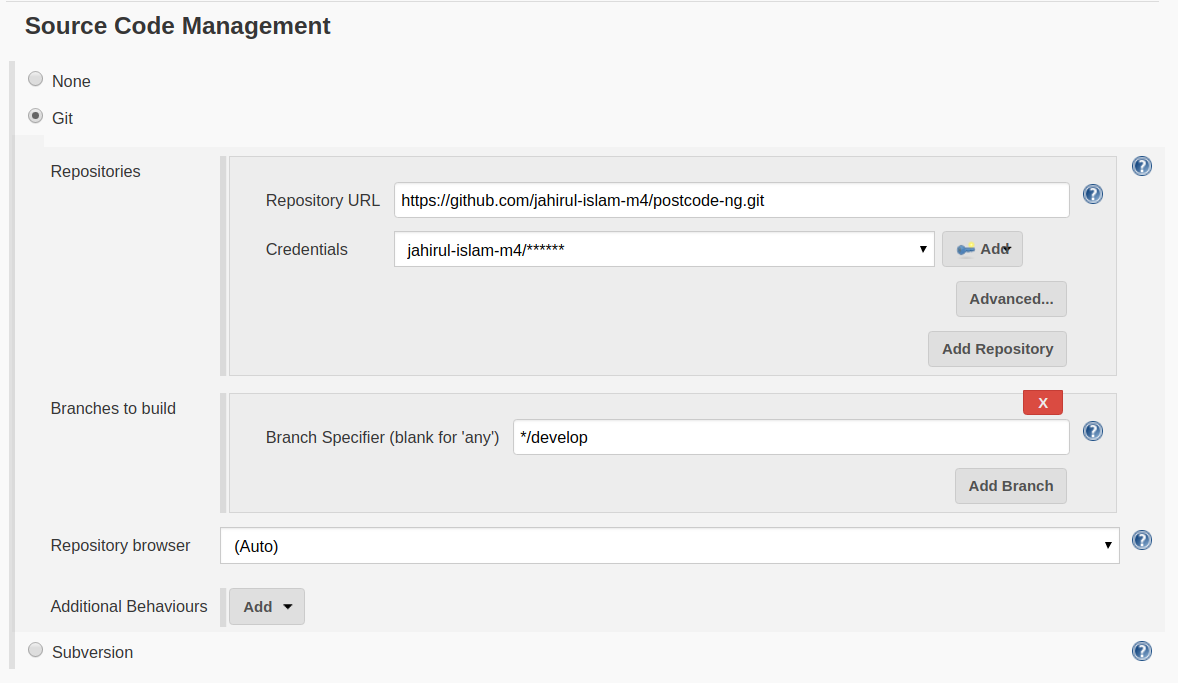 Source Code Management
None
Git
Repositories
Repository URL https://github.com/jahirul-islam-m4/postcode-ng.git
Credentials jahirul-islam-m4/****** Add
Advanced...
Add Repository
Branches to build
X
Branch Specifier (blank for 'any') */develop
Add Branch
Repository browser (Auto)
Additional Behaviours Add
Subversion